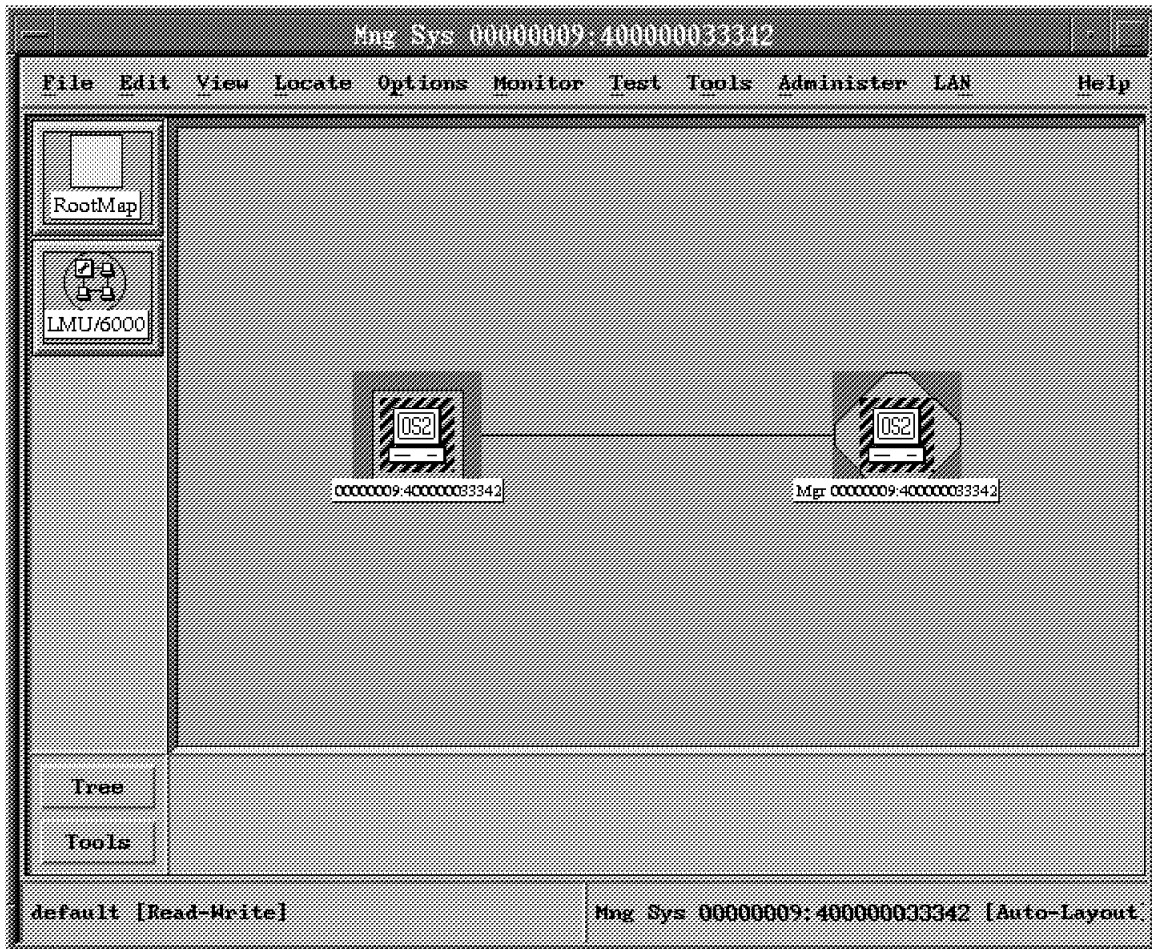 Mng Sys 00000009:400000033342
File Edit View Locate Options Monitor Test Tools Administer LAN Help
RootMap
LMU/6000
OS2 OS2
00000009:400000033342 Mgr 00000009:400000033342
Tree
Tools
default [Read-Write] Mng Sys 00000009:400000033342 [Auto-Layout